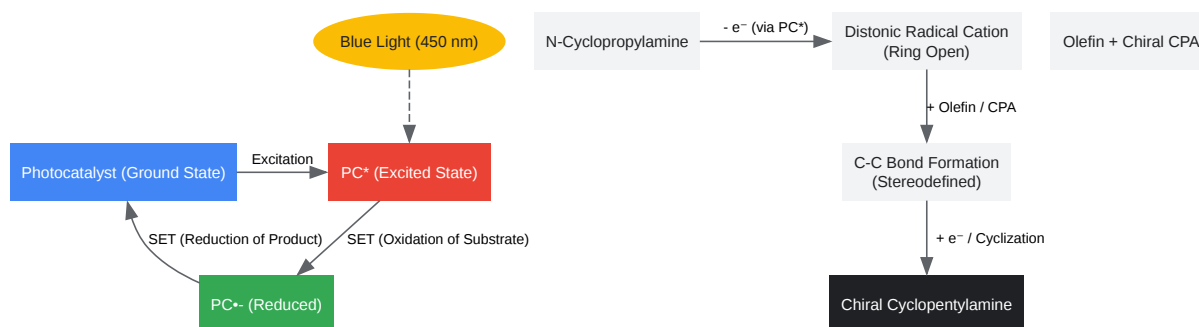 Blue Light (450 nm)
N-Cyclopropylamine
- e⁻ (via PC*)
Distonic Radical Cation
(Ring Open)
Olefin + Chiral CPA
+ Olefin / CPA
Photocatalyst (Ground State)
Excitation
PC* (Excited State)
C-C Bond Formation
(Stereodefined)
SET (Reduction of Product)
SET (Oxidation of Substrate)
+ e⁻ / Cyclization
PC•- (Reduced)
Chiral Cyclopentylamine